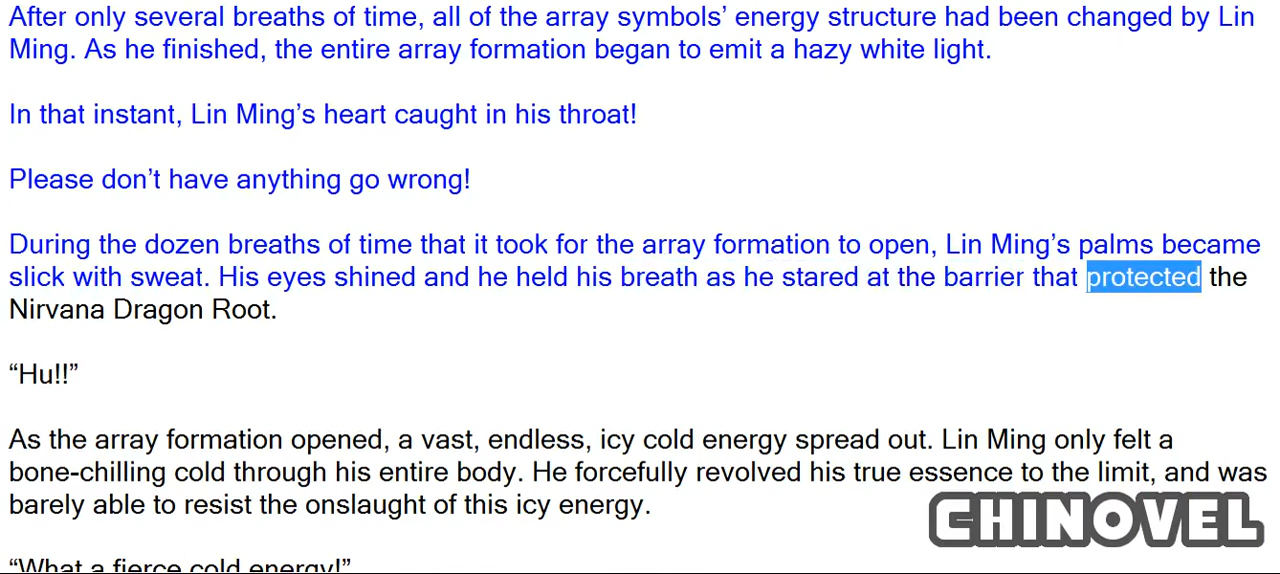 After only several breaths of time, all of the array symbols’ energy structure had been changed by Lin
Ming. As he finished, the entire array formation began to emit a hazy white light.
In that instant, Lin Ming’s heart caught in his throat!
Please don’t have anything go wrong!
During the dozen breaths of time that it took for the array formation to open, Lin Ming’s palms became
slick with sweat. His eyes shined and he held his breath as he stared at the barrier that protected the
Nirvana Dragon Root.
“Hu!!”
As the array formation opened, a vast, endless, icy cold energy spread out. Lin Ming only felt a
bone-chilling cold through his entire body. He forcefully revolved his true essence to the limit, and was
barely able to resist the onslaught of this icy energy.
CHINOVEL
“What a fierce cold energy!”